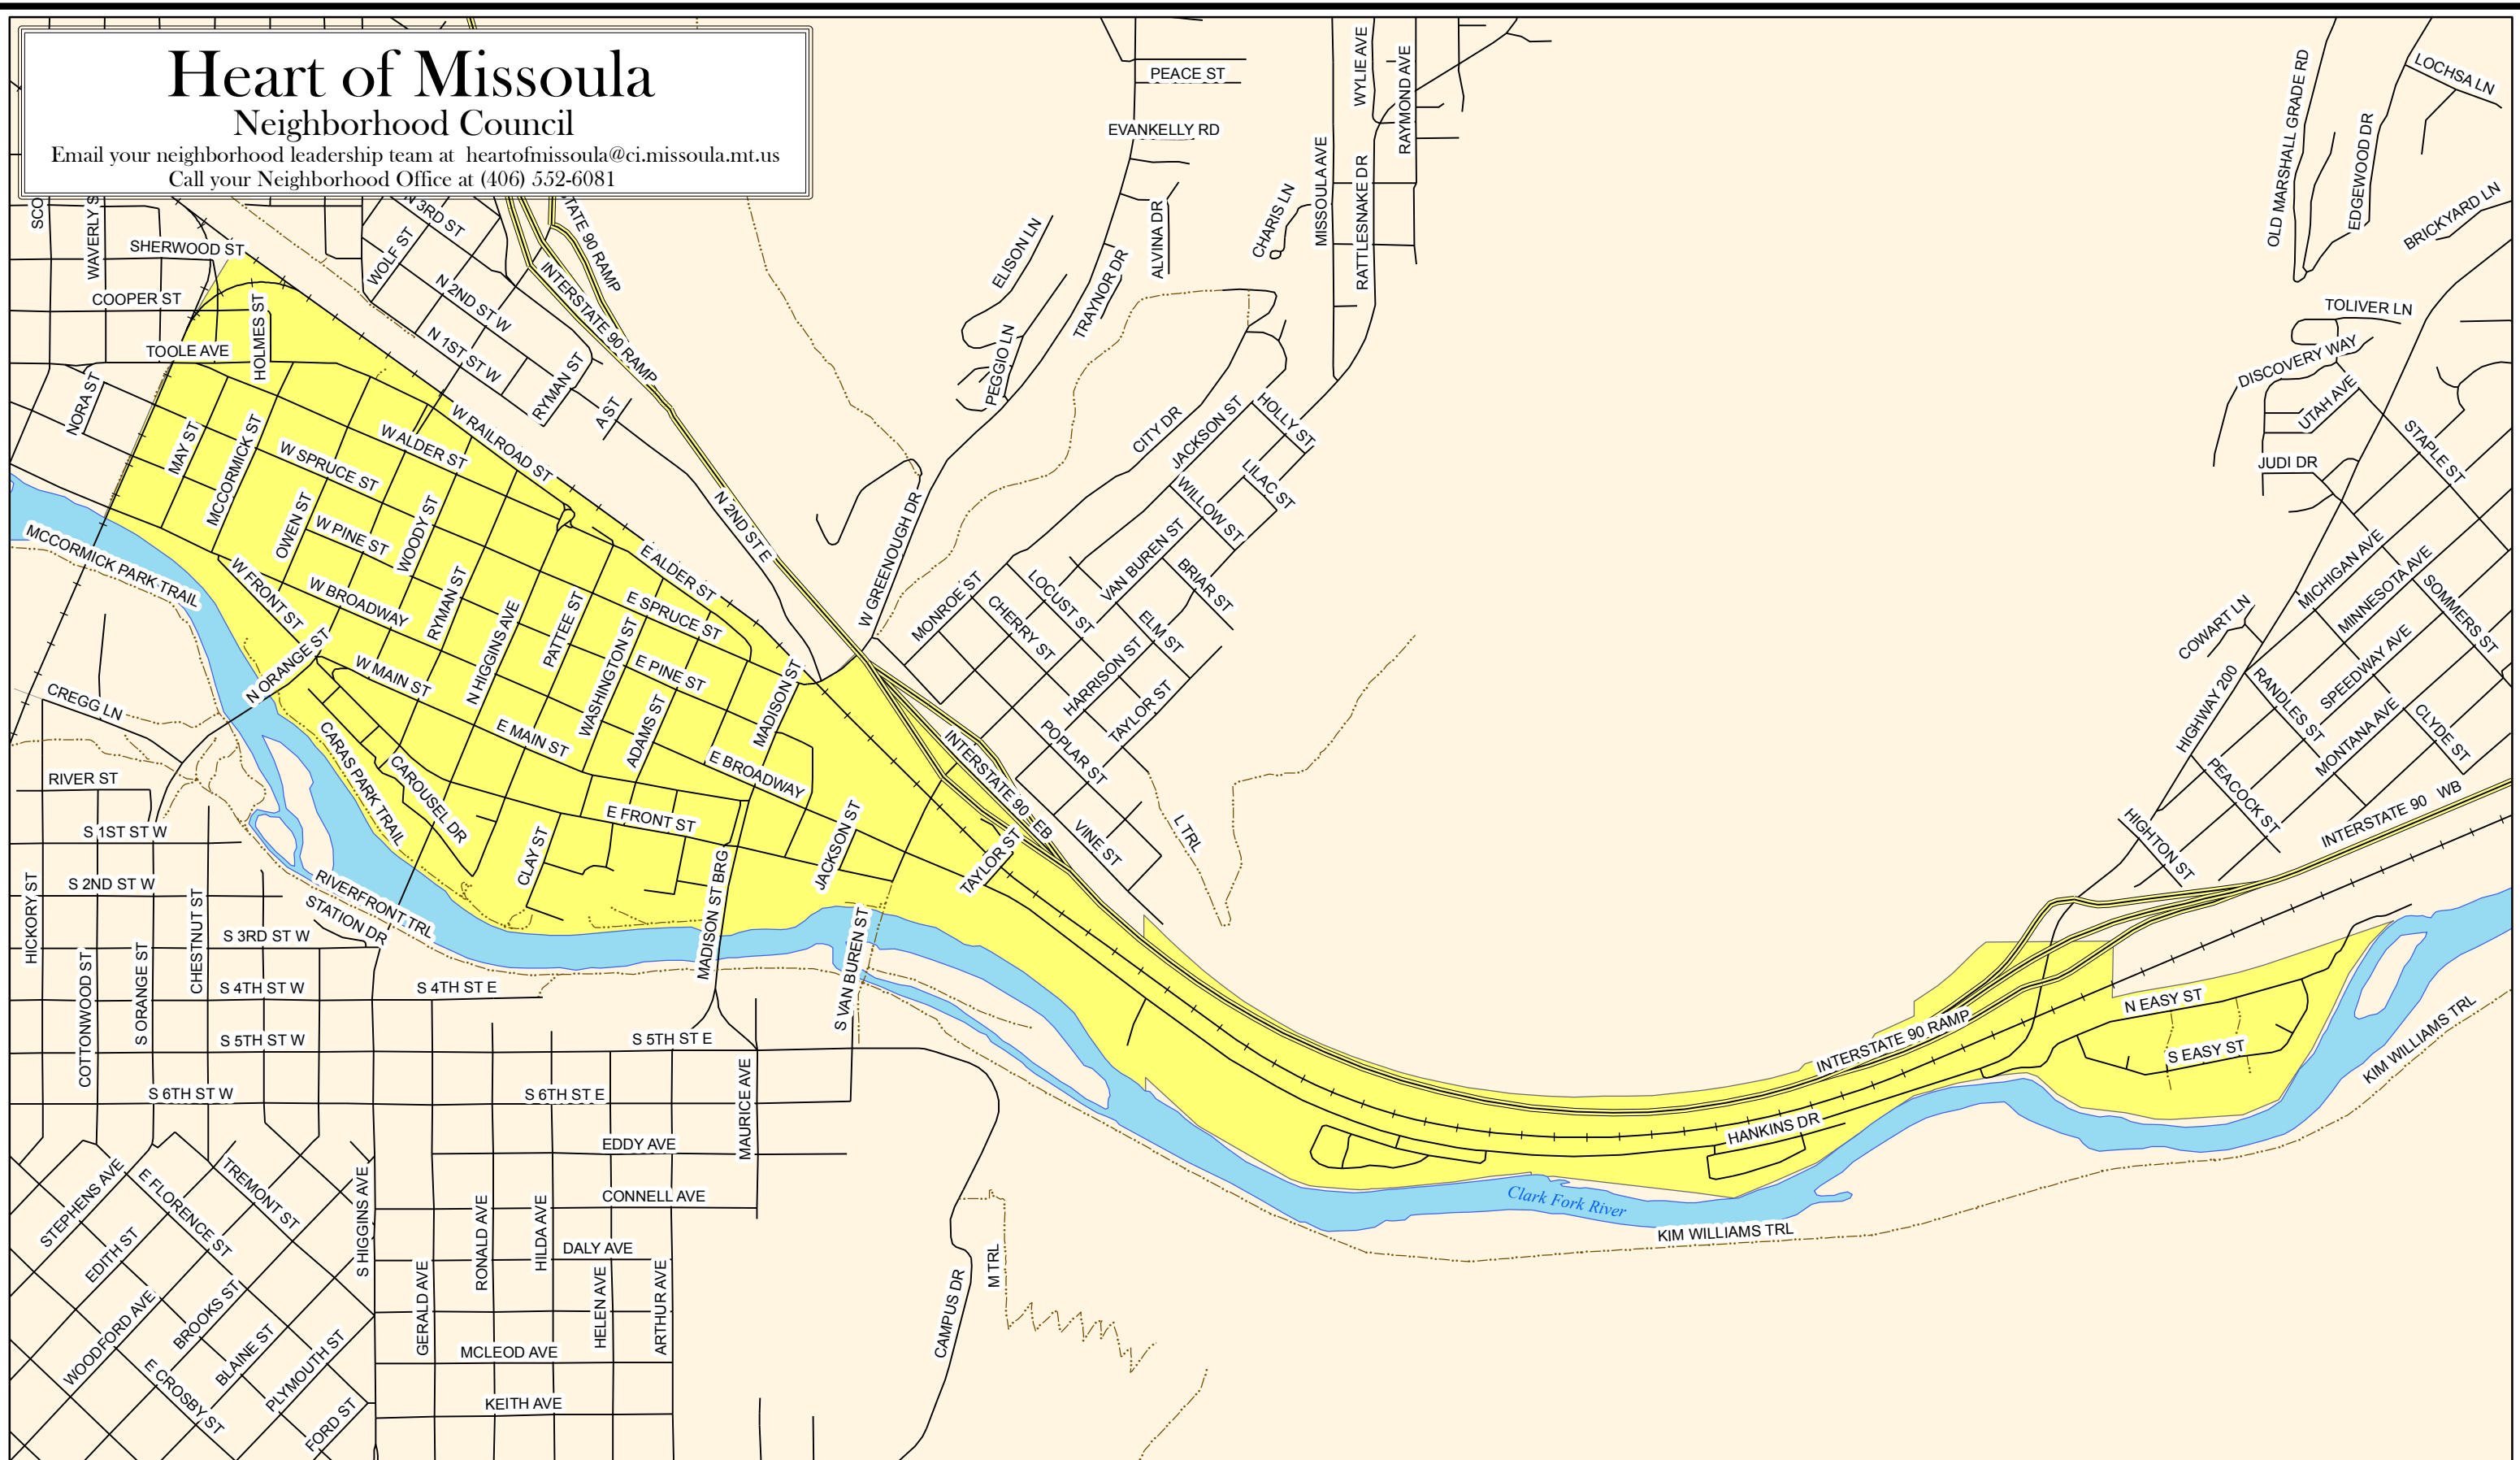 Heart of Missoula
Neighborhood Council
Email your neighborhood leadership team at heartofmissoula@ci.missoula.mt.us
Call your Neighborhood Office at (406) 552-6081
PEACE ST
EVANKELLY RD
WYLIE AVE
RAYMOND AVE
MISSOULA AVE
RATTLESNAKE DR
CHARIS LN
ALVINA DR
ELISON LN
TRAYNOR DR
PEGGIO LN
OLD MARSHALL GRADE RD
EDGEWOOD DR
LOCHSA LN
BRICKYARD LN
TOLIVER LN
DISCOVERY WAY
UTAH AVE
STAPLE ST
JUDI DR
SCO
WAVERLY S
SHERWOOD ST
COOPER ST
HOLMES ST
TOOLE AVE
NORA ST
WOLF ST
N 3RD ST
N 2ND ST W
N 1ST ST W
RYMAN ST
A ST
TATE 90 RAMP
INTERSTATE 90 RAMP
MAY ST
MCCORMICK ST
W SPRUCE ST
W ALDER ST
W RAILROAD ST
OWEN ST
W PINE ST
WOODY ST
N 2ND ST E
W GREENOUGH DR
CITY DR
JACKSON ST
HOLLY ST
LILAC ST
WILLOW ST
VAN BUREN ST
BRIAR ST
MONROE ST
LOCUST ST
CHERRY ST
ELM ST
HARRISON ST
TAYLOR ST
POPLAR ST
MICHIGAN AVE
MINNESOTA AVE
SOMMERS ST
COWART LN
SPEEDWAY AVE
RANDLES ST
HIGHWAY 200
MONTANA AVE
CLYDE ST
PEACOCK ST
HIGHTON ST
INTERSTATE 90 WB
MCCORMICK PARK TRAIL
W FRONT ST
W BROADWAY
RYMAN ST
N HIGGINS AVE
PATTEE ST
E ALDER ST
E SPRUCE ST
WASHINGTON ST
E PINE ST
ADAMS ST
MADISON ST
N ORANGE ST
W MAIN ST
E MAIN ST
E BROADWAY
CREGG LN
CARAS PARK TRAIL
CAROUSEL DR
E FRONT ST
CLAY ST
JACKSON ST
TAYLOR ST
INTERSTATE 90 EB
VINE ST
L TRL
RIVER ST
S 1ST ST W
S 2ND ST W
S 3RD ST W
S 4TH ST W
S 5TH ST W
S 6TH ST W
HICKORY ST
COTTONWOOD ST
S ORANGE ST
CHESTNUT ST
RIVERFRONT TRL
STATION DR
S 4TH ST E
MADISON ST BRG
S VAN BUREN ST
S 5TH ST E
S 6TH ST E
EDDY AVE
CONNELL AVE
DALY AVE
MCLEOD AVE
KEITH AVE
MAURICE AVE
STEPHENS AVE
E FLORENCE ST
TREMONT ST
EDITH ST
WOODFORD AVE
BROOKS ST
BLAINE ST
PLYMOUTH ST
E CROSBY ST
FORD ST
S HIGGINS AVE
GERALD AVE
RONALD AVE
HILDA AVE
HELEN AVE
ARTHUR AVE
CAMPUS DR
M TRL
INTERSTATE 90 RAMP
N EASY ST
S EASY ST
HANKINS DR
Clark Fork River
KIM WILLIAMS TRL
KIM WILLIAMS TRL